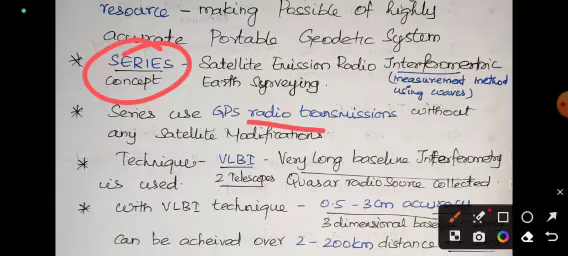 resource - making Possible of highly
accurate Portable Geodetic System
* SERIES - Satellite Emission Radio Interferometric
concept Earth Surveying. (measurement method
using waves)
* Series use GPS radio transmissions without
any Satellite Modifications
* Technique - VLBI - Very long baseline Interferometry
is used. 2 Telescopes Quasar radio source collected.
* with VLBI technique - 0.5 - 3cm accuracy
3 dimensional
can be acheived over 2 - 200km distance